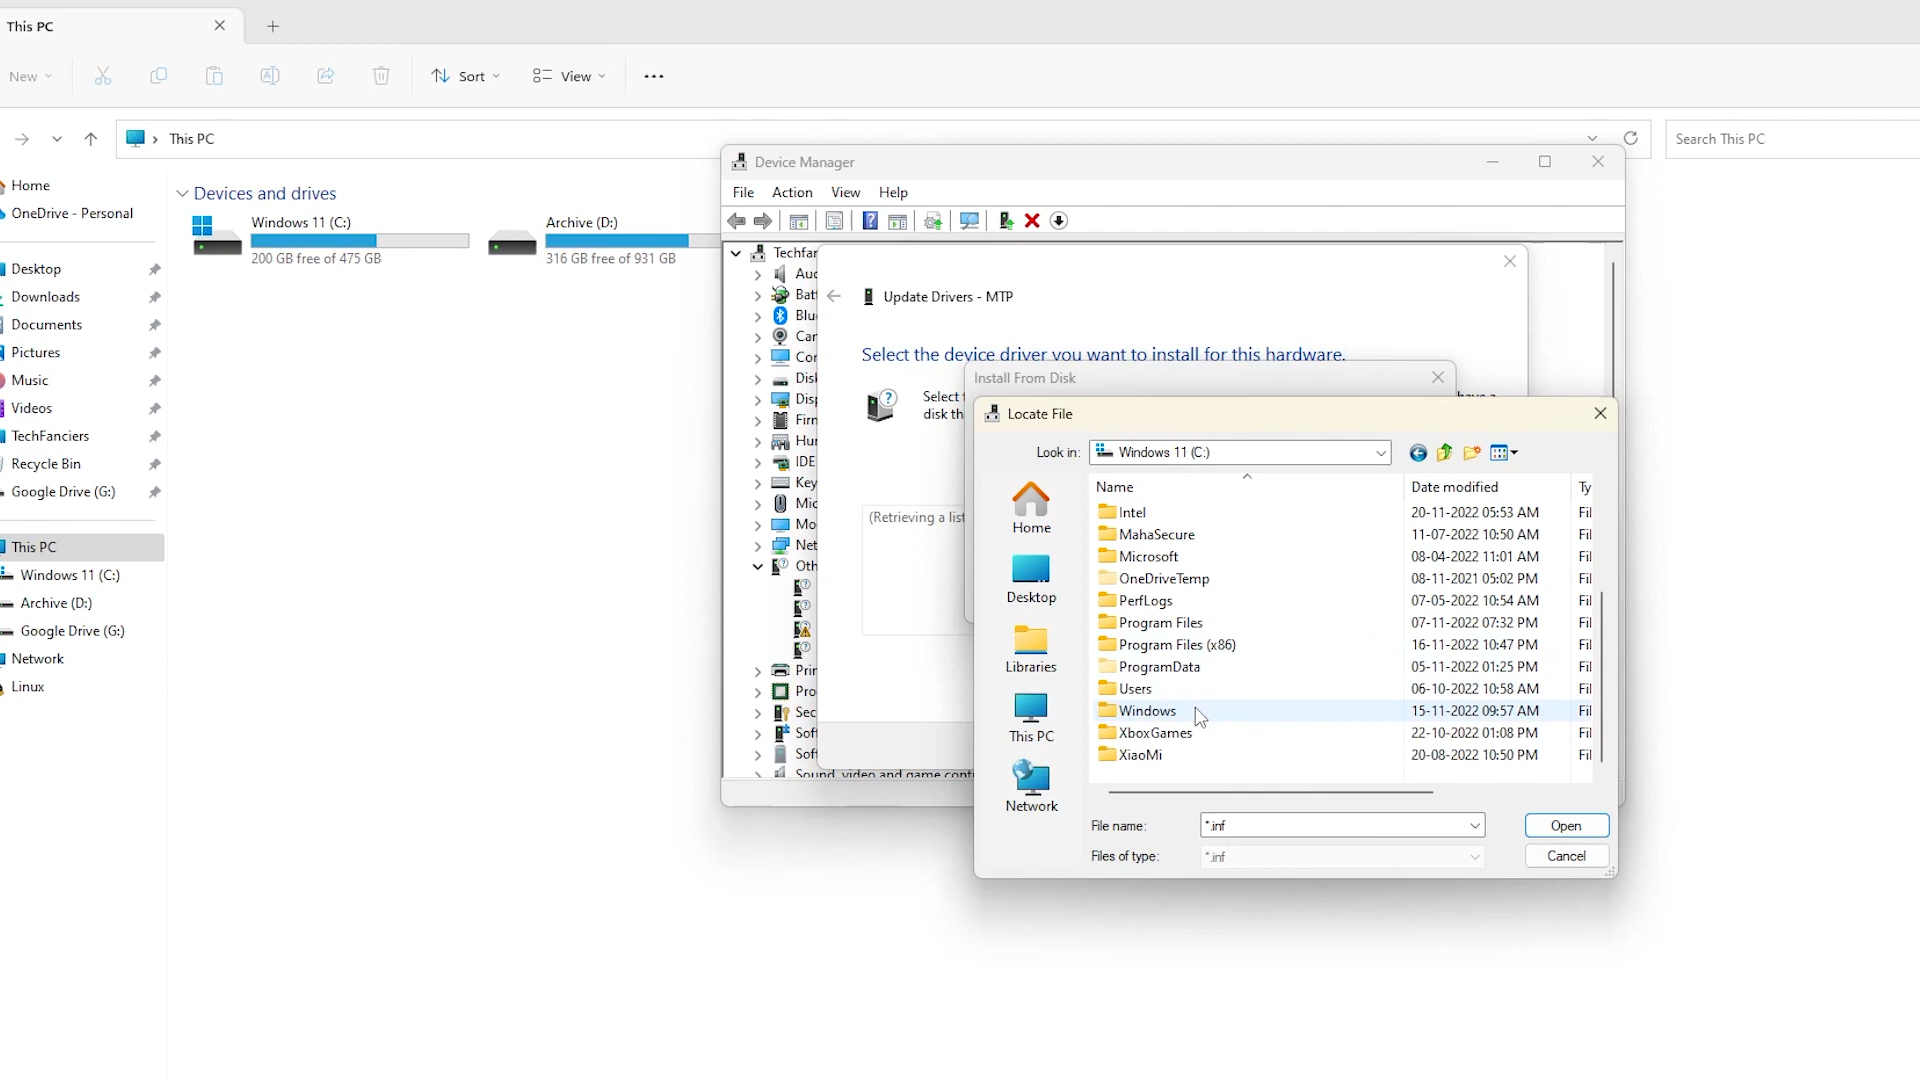 This PC
New
Sort
View
This PC
Search This PC
Home
OneDrive - Personal
Desktop
Downloads
Documents
Pictures
Music
Videos
TechFanciers
Recycle Bin
Google Drive (G:)
This PC
Windows 11 (C:)
Archive (D:)
Google Drive (G:)
Network
Linux
Devices and drives
Windows 11 (C:)
200 GB free of 475 GB
Archive (D:)
316 GB free of 931 GB
Device Manager
File Action View Help
Techfan
Aud
Batt
Blu
Can
Con
Disk
Disp
Firn
Hur
IDE
Key
Mic
Mo
Net
Oth
Prin
Pro
Sec
Soft
Soft
Sound, video and game cont
Update Drivers - MTP
Select the device driver you want to install for this hardware.
Select
disk th
have a
(Retrieving a list
Install From Disk
Locate File
Look in: Windows 11 (C:)
Home
Desktop
Libraries
This PC
Network
Name Date modified Ty
Intel 20-11-2022 05:53 AM Fil
MahaSecure 11-07-2022 10:50 AM Fil
Microsoft 08-04-2022 11:01 AM Fil
OneDriveTemp 08-11-2021 05:02 PM Fil
PerfLogs 07-05-2022 10:54 AM Fil
Program Files 07-11-2022 07:32 PM Fil
Program Files (x86) 16-11-2022 10:47 PM Fil
ProgramData 05-11-2022 01:25 PM Fil
Users 06-10-2022 10:58 AM Fil
Windows 15-11-2022 09:57 AM Fil
XboxGames 22-10-2022 01:08 PM Fil
XiaoMi 20-08-2022 10:50 PM Fil
File name: *.inf Open
Files of type: *.inf Cancel